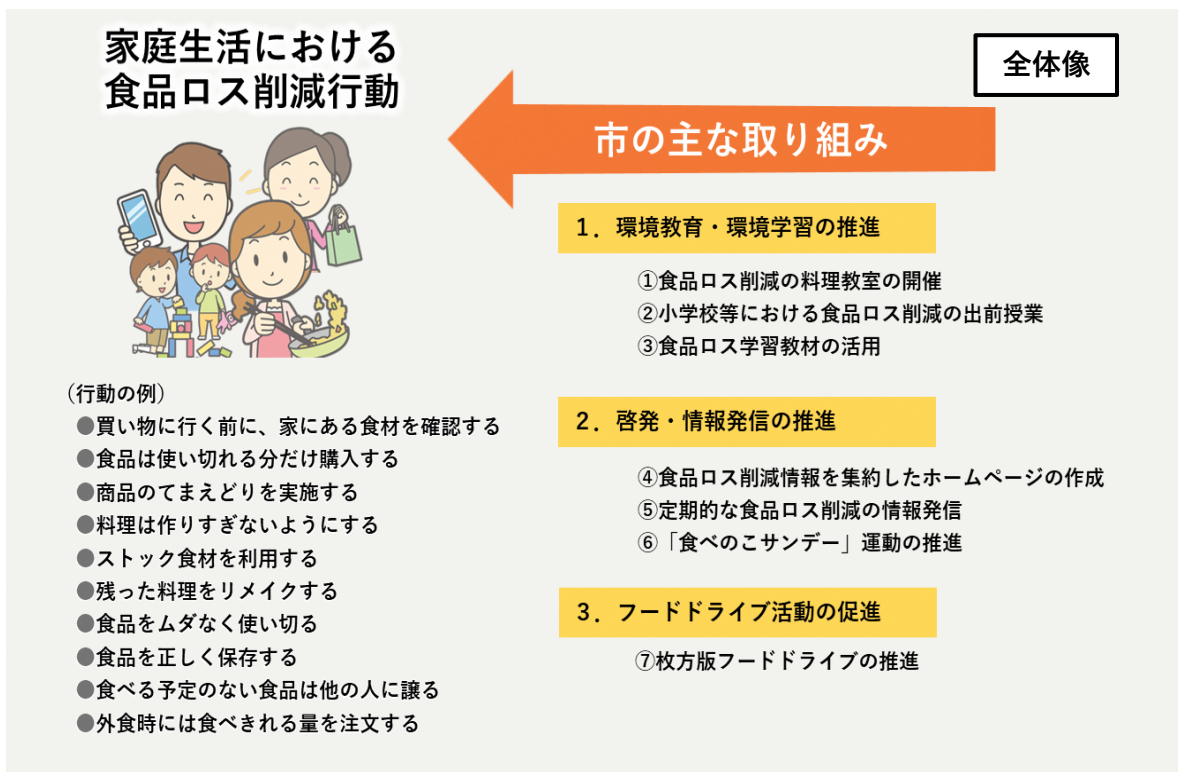 家庭生活における
食品ロス削減行動
全体像
市の主な取り組み
（行動の例）
●買い物に行く前に、家にある食材を確認する
●食品は使い切れる分だけ購入する
●商品のてまえどりを実施する
●料理は作りすぎないようにする
●ストック食材を利用する
●残った料理をリメイクする
●食品をムダなく使い切る
●食品を正しく保存する
●食べる予定のない食品は他の人に譲る
●外食時には食べきれる量を注文する
1．環境教育・環境学習の推進
①食品ロス削減の料理教室の開催
②小学校等における食品ロス削減の出前授業
③食品ロス学習教材の活用
2．啓発・情報発信の推進
④食品ロス削減情報を集約したホームページの作成
⑤定期的な食品ロス削減の情報発信
⑥「食べのこサンデー」運動の推進
3．フードドライブ活動の促進
⑦枚方版フードドライブの推進